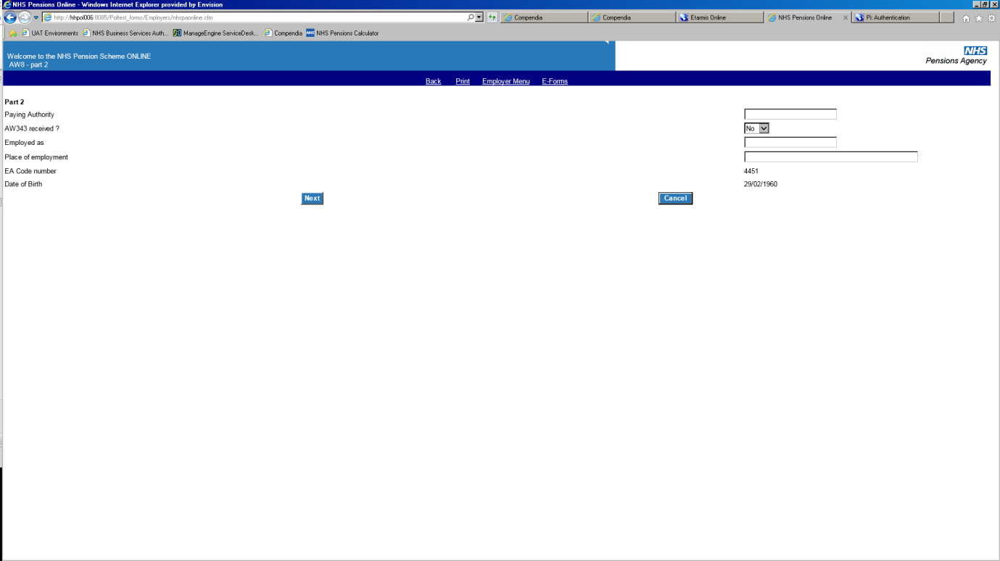 NHS Pensions Online - Windows Internet Explorer provided by Envision
http://hhpol006:8085/Poltest_forms/Employers/nhspaonline.cfm
Compendia
Compendia
Etarmis Online
NHS Pensions Online
Pi: Authentication
UAT Environments
NHS Business Services Auth...
ManageEngine ServiceDesk...
Compendia
NHS Pensions Calculator
Welcome to the NHS Pension Scheme ONLINE
AW8 - part 2
NHS
Pensions Agency
Back Print Employer Menu E-Forms
Part 2
Paying Authority
AW343 received ? No
Employed as
Place of employment
EA Code number 4451
Date of Birth 29/02/1960
Next Cancel